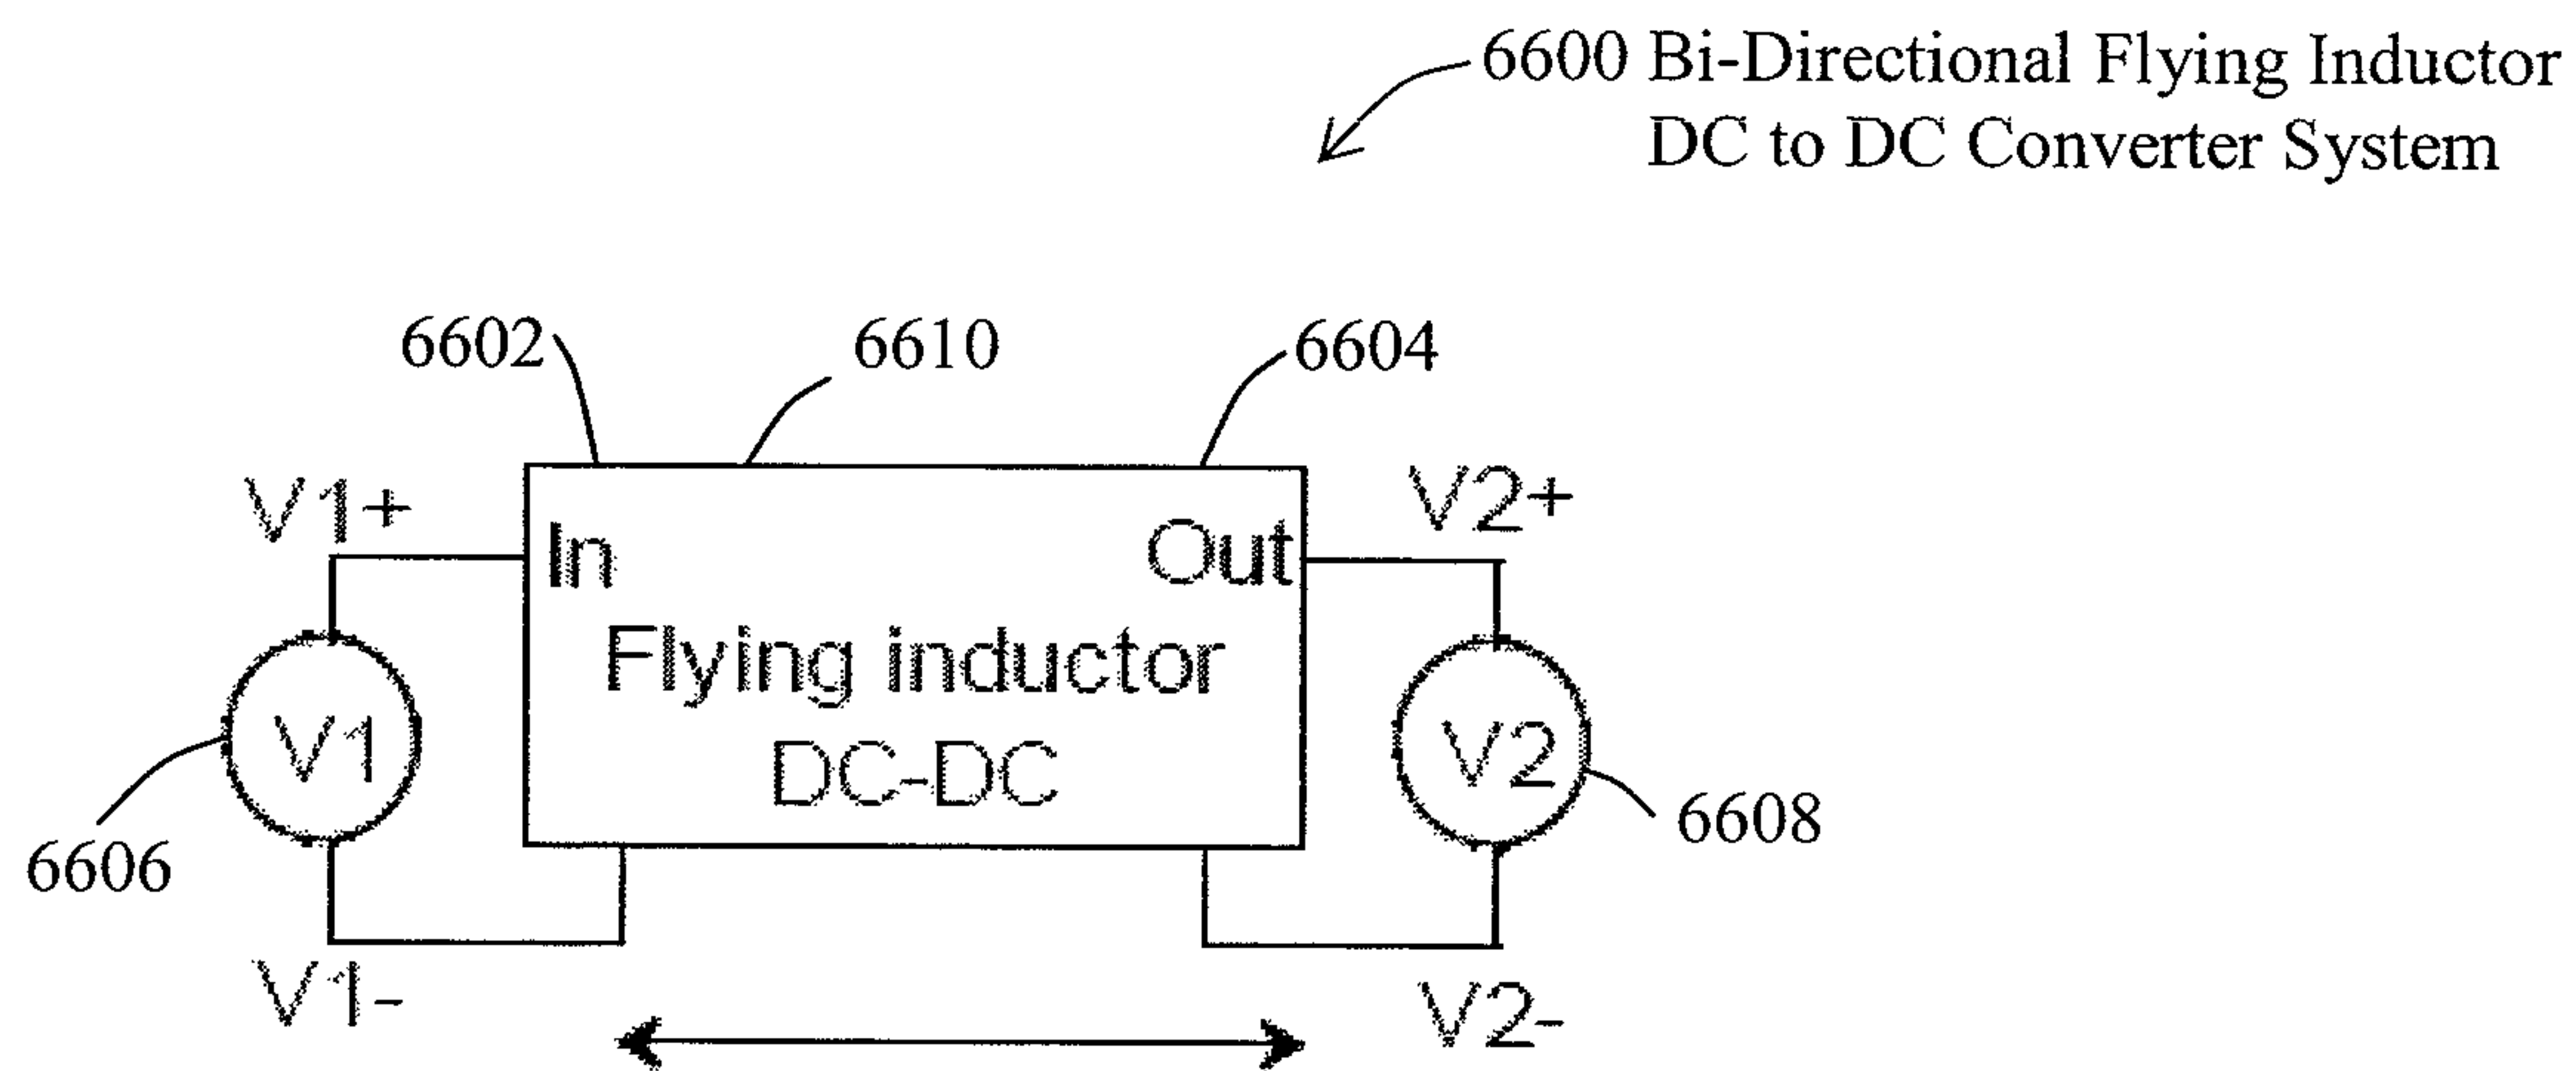 6600 Bi-Directional Flying Inductor
DC to DC Converter System
6602
6610
6604
V1+
V2+
In
Out
Flying inductor
DC-DC
V1
V2
6606
6608
V1-
V2-